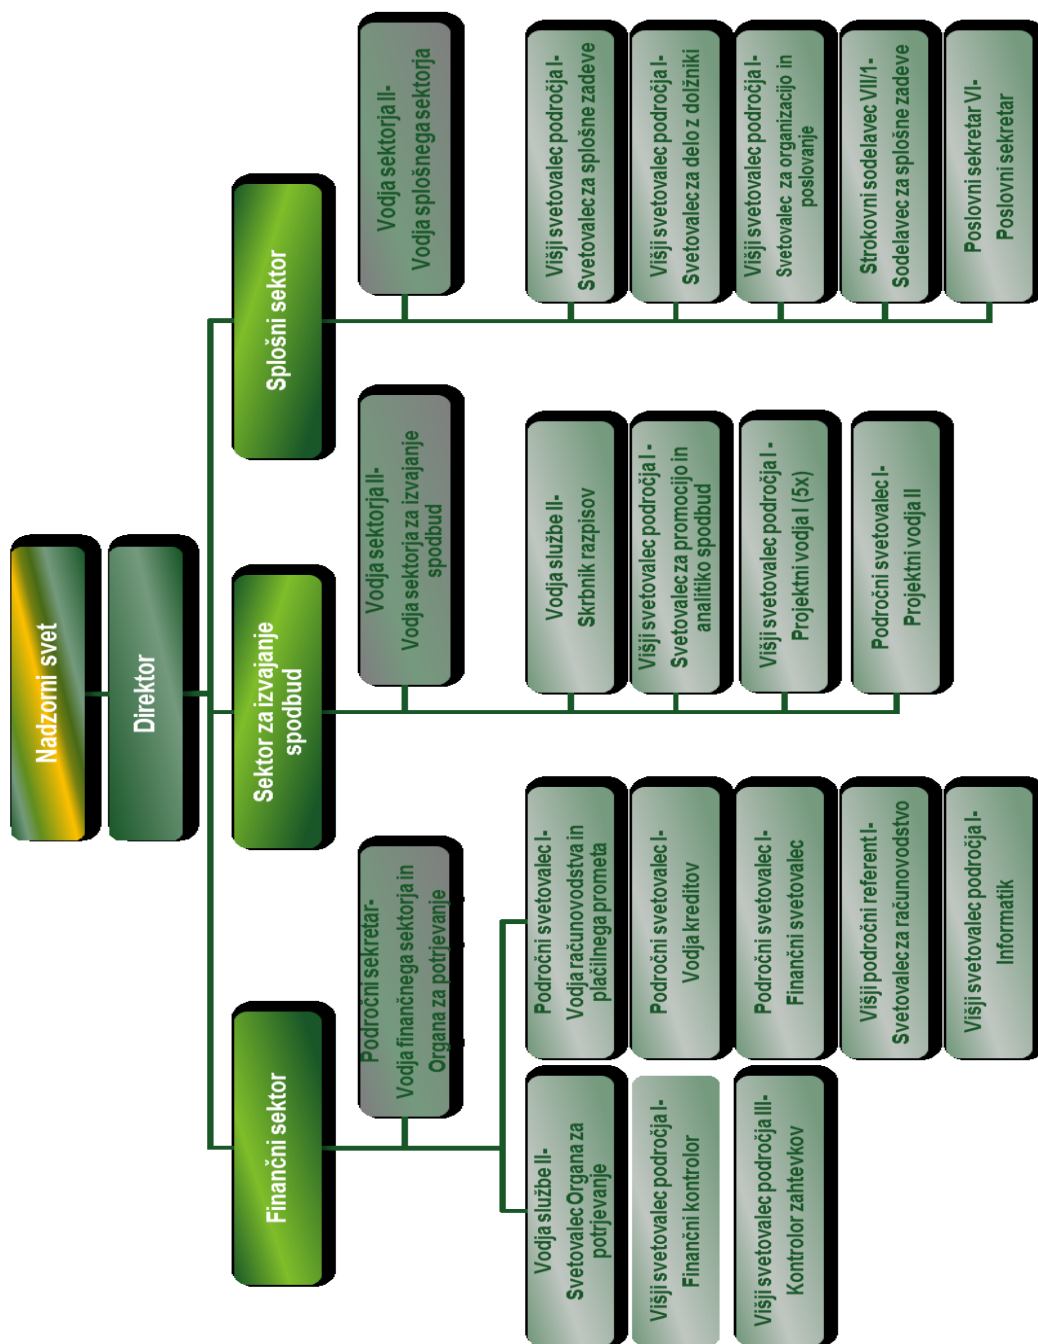 Nadzorni svet
Direktor
Finančni sektor
Področni sekretar-
Vodja finančnega sektorja in
Organa za potrjevanje
Vodja službe II-
Svetovalec Organa za
potrjevanje
Višji svetovalec področja I-
Finančni kontrolor
Višji svetovalec področja III-
Kontrolor zahtevkov
Področni svetovalec I-
Vodja računovodstva in
plačilnega prometa
Področni svetovalec I-
Vodja kreditov
Področni svetovalec I-
Finančni svetovalec
Višji področni referent I-
Svetovalec za računovodstvo
Višji svetovalec področja I-
Informatik
Sektor za izvajanje
spodbud
Vodja sektorja II-
Vodja sektorja za izvajanje
spodbud
Vodja službe II-
Skrbnik razpisov
Višji svetovalec področja I -
Svetovalec za promocijo in
analitiko spodbud
Višji svetovalec področja I -
Projektni vodja I (5x)
Področni svetovalec I-
Projektni vodja II
Splošni sektor
Vodja sektorja II-
Vodja splošnega sektorja
Višji svetovalec področja I-
Svetovalec za splošne zadeve
Višji svetovalec področja I-
Svetovalec za delo z dolžniki
Višji svetovalec področja I-
Svetovalec za organizacijo in
poslovanje
Strokovni sodelavec VII/1-
Sodelavec za splošne zadeve
Poslovni sekretar VI-
Poslovni sekretar